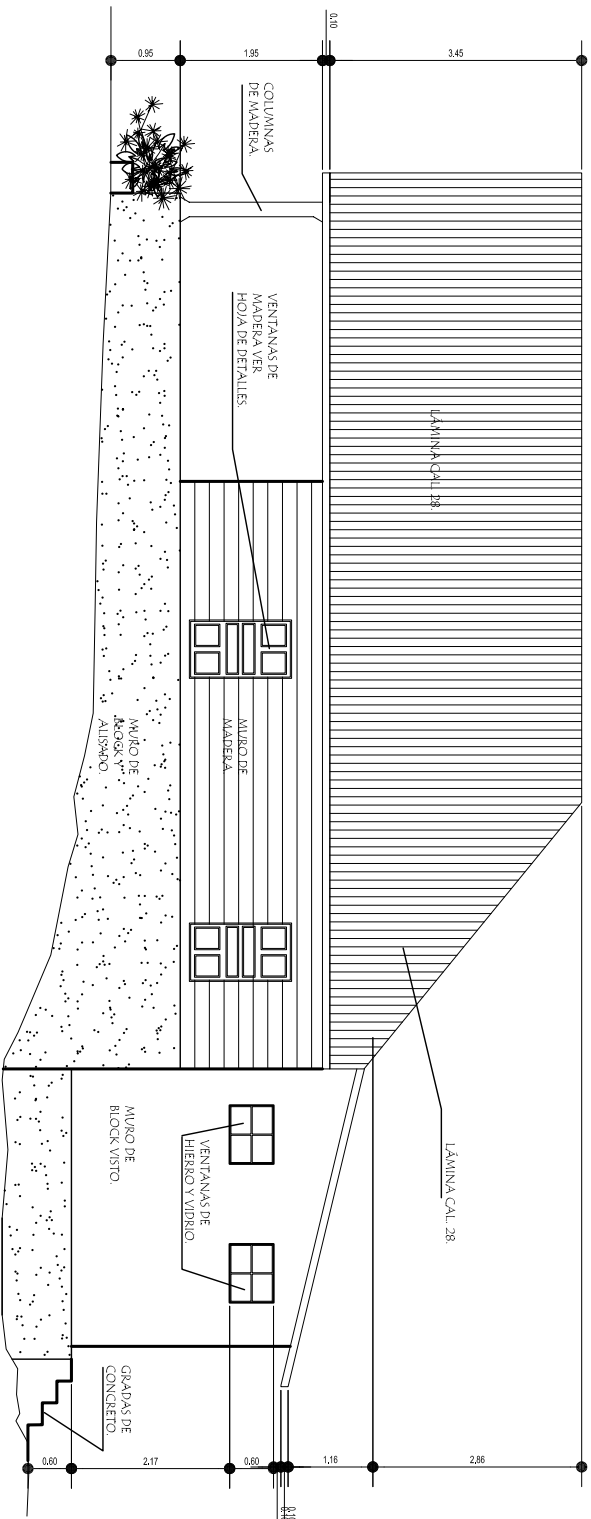 0.95
1.95
0.10
3.45
COLUMNAS
DE MADERA.
VENTANAS DE
MADERA VER
HOJA DE DETALLES.
LÁMINA CAL. 28.
MURO DE
BLOCK Y
ALISADO.
MURO DE
MADERA.
LÁMINA CAL. 28.
MURO DE
BLOCK VISTO.
VENTANAS DE
HIERRO Y VIDRIO.
GRADAS DE
CONCRETO.
0.60
2.17
0.60
1.16
2.86